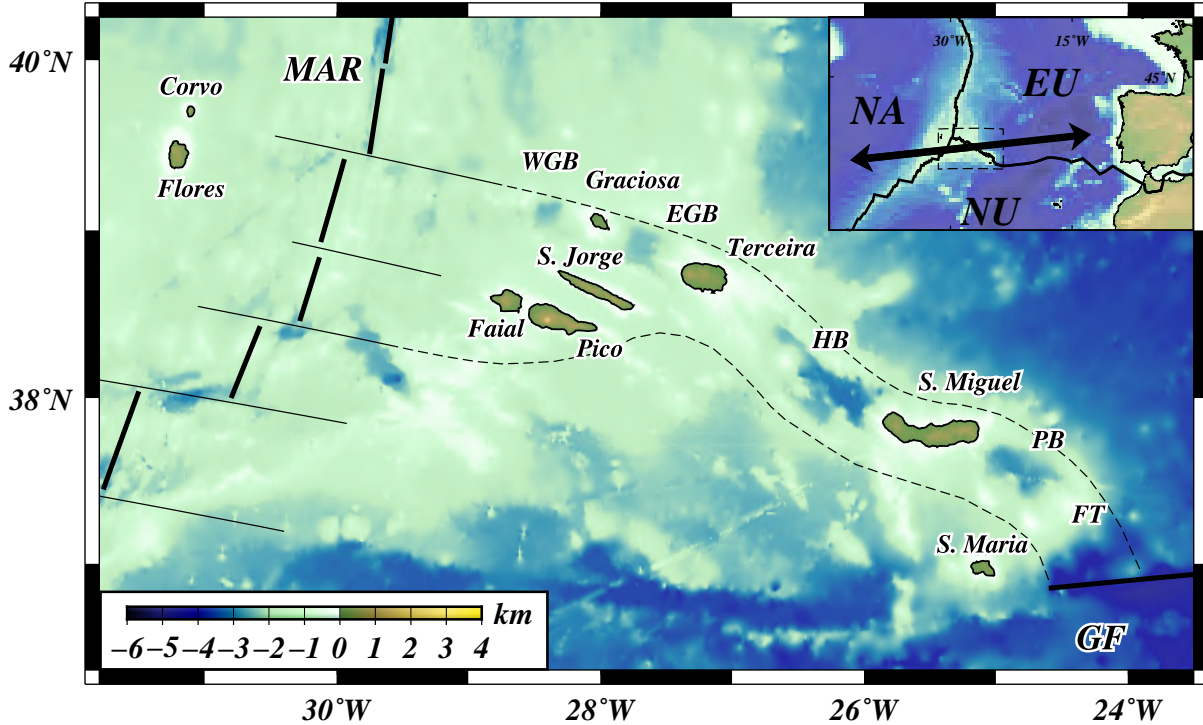 40°N
MAR
Corvo
Flores
30°W
15°W
45°N
EU
NA
NU
WGB
Graciosa
EGB
S. Jorge
Terceira
Faial
Pico
38°N
HB
S. Miguel
PB
FT
S. Maria
GF
km
−6 −5 −4 −3 −2 −1 0 1 2 3 4
30°W 28°W 26°W 24°W